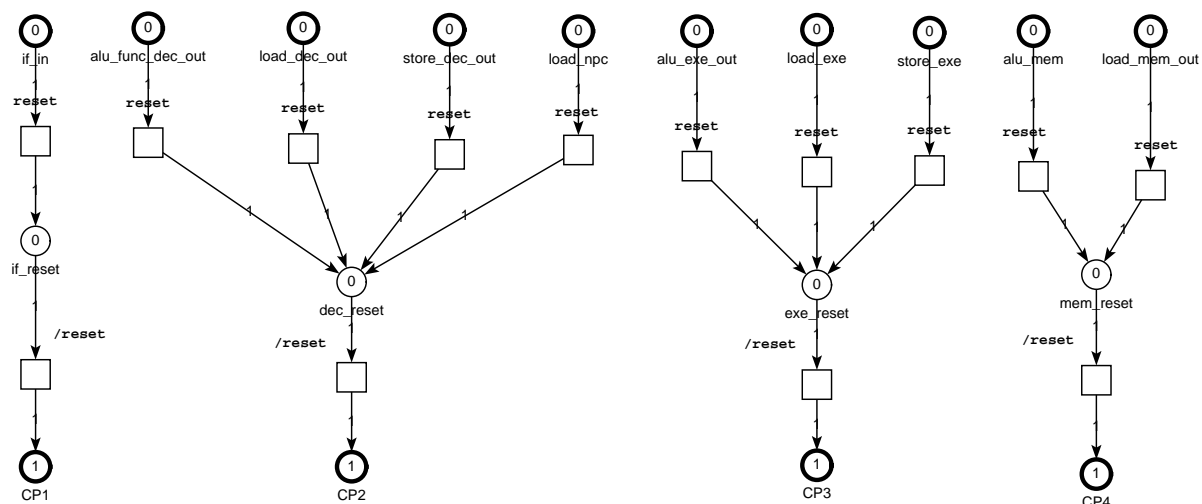 0 0 0 0 0 0 0 0 0 0
if_in alu_func_dec_out load_dec_out store_dec_out load_npc alu_exe_out load_exe store_exe alu_mem load_mem_out
1 1 1 1 1 1 1 1 1 1
reset reset reset reset reset reset reset reset reset reset
1 1 1 1 1 1 1 1 1 1
0 0 0 0
if_reset dec_reset exe_reset mem_reset
1 1 1 1
/reset /reset /reset /reset
1 1 1 1
1 1 1 1
CP1 CP2 CP3 CP4